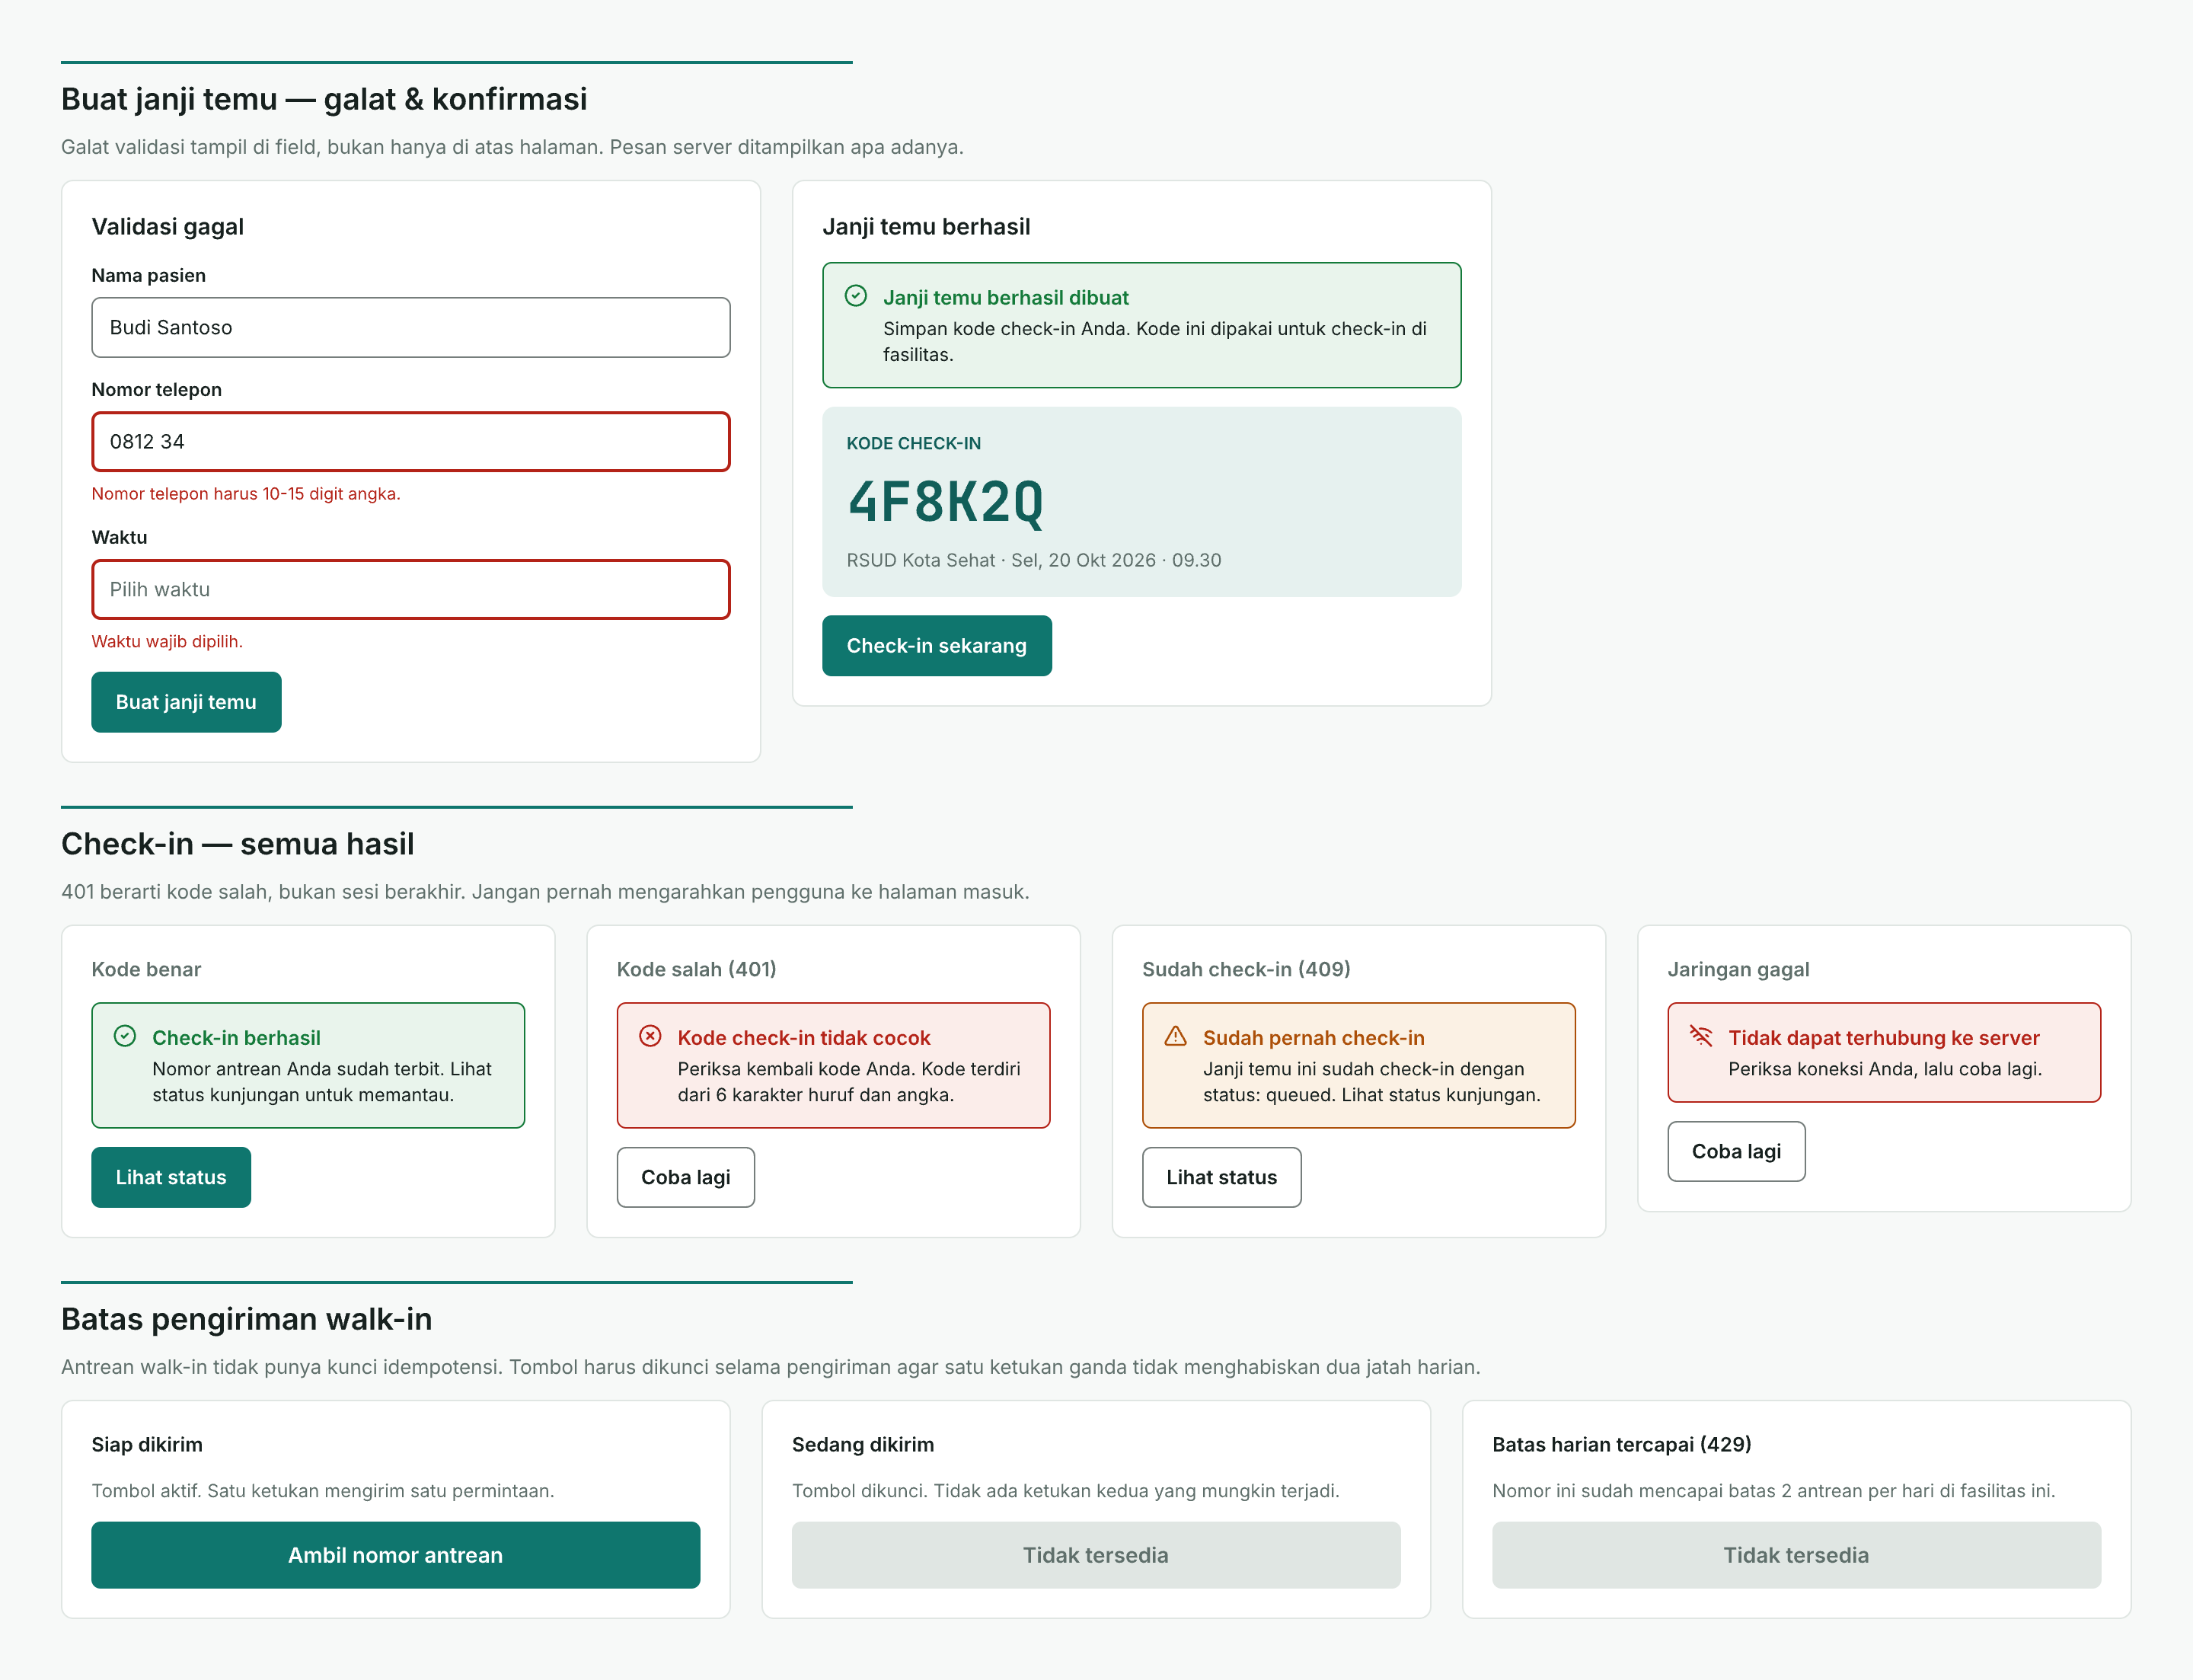 Buat janji temu — galat & konfirmasi
Galat validasi tampil di field, bukan hanya di atas halaman. Pesan server ditampilkan apa adanya.
Validasi gagal
Nama pasien
Budi Santoso
Nomor telepon
0812 34
Nomor telepon harus 10-15 digit angka.
Waktu
Pilih waktu
Waktu wajib dipilih.
Buat janji temu
Janji temu berhasil
Janji temu berhasil dibuat
Simpan kode check-in Anda. Kode ini dipakai untuk check-in di
fasilitas.
KODE CHECK-IN
4F8K2Q
RSUD Kota Sehat · Sel, 20 Okt 2026 · 09.30
Check-in sekarang
Check-in — semua hasil
401 berarti kode salah, bukan sesi berakhir. Jangan pernah mengarahkan pengguna ke halaman masuk.
Kode benar
Check-in berhasil
Nomor antrean Anda sudah terbit. Lihat
status kunjungan untuk memantau.
Lihat status
Kode salah (401)
Kode check-in tidak cocok
Periksa kembali kode Anda. Kode terdiri
dari 6 karakter huruf dan angka.
Coba lagi
Sudah check-in (409)
Sudah pernah check-in
Janji temu ini sudah check-in dengan
status: queued. Lihat status kunjungan.
Lihat status
Jaringan gagal
Tidak dapat terhubung ke server
Periksa koneksi Anda, lalu coba lagi.
Coba lagi
Batas pengiriman walk-in
Antrean walk-in tidak punya kunci idempotensi. Tombol harus dikunci selama pengiriman agar satu ketukan ganda tidak menghabiskan dua jatah harian.
Siap dikirim
Tombol aktif. Satu ketukan mengirim satu permintaan.
Ambil nomor antrean
Sedang dikirim
Tombol dikunci. Tidak ada ketukan kedua yang mungkin terjadi.
Tidak tersedia
Batas harian tercapai (429)
Nomor ini sudah mencapai batas 2 antrean per hari di fasilitas ini.
Tidak tersedia